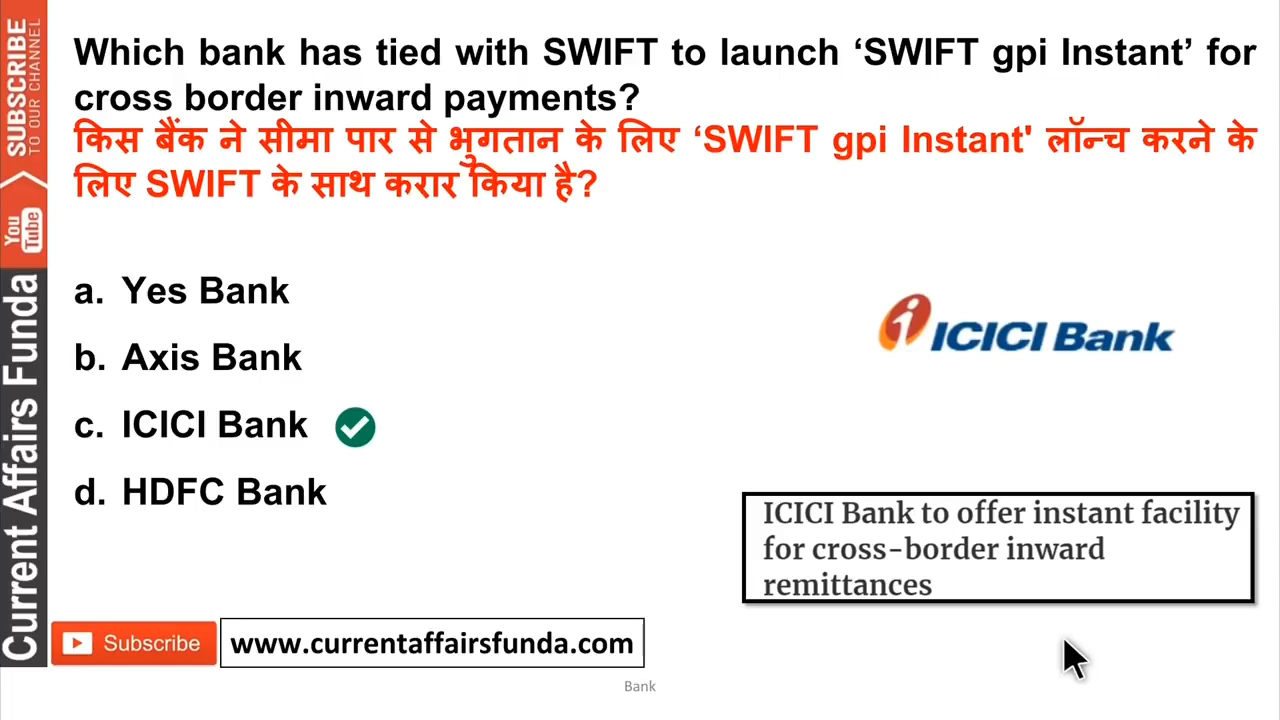 Which bank has tied with SWIFT to launch ‘SWIFT gpi Instant’ for
cross border inward payments?
किस बैंक ने सीमा पार से भुगतान के लिए ‘SWIFT gpi Instant' लॉन्च करने के
लिए SWIFT के साथ करार किया है?
a. Yes Bank
b. Axis Bank
c. ICICI Bank
d. HDFC Bank
ICICI Bank
ICICI Bank to offer instant facility
for cross-border inward
remittances
Subscribe
www.currentaffairsfunda.com
Bank
SUBSCRIBE
TO OUR CHANNEL
You
Tube
Current Affairs Funda